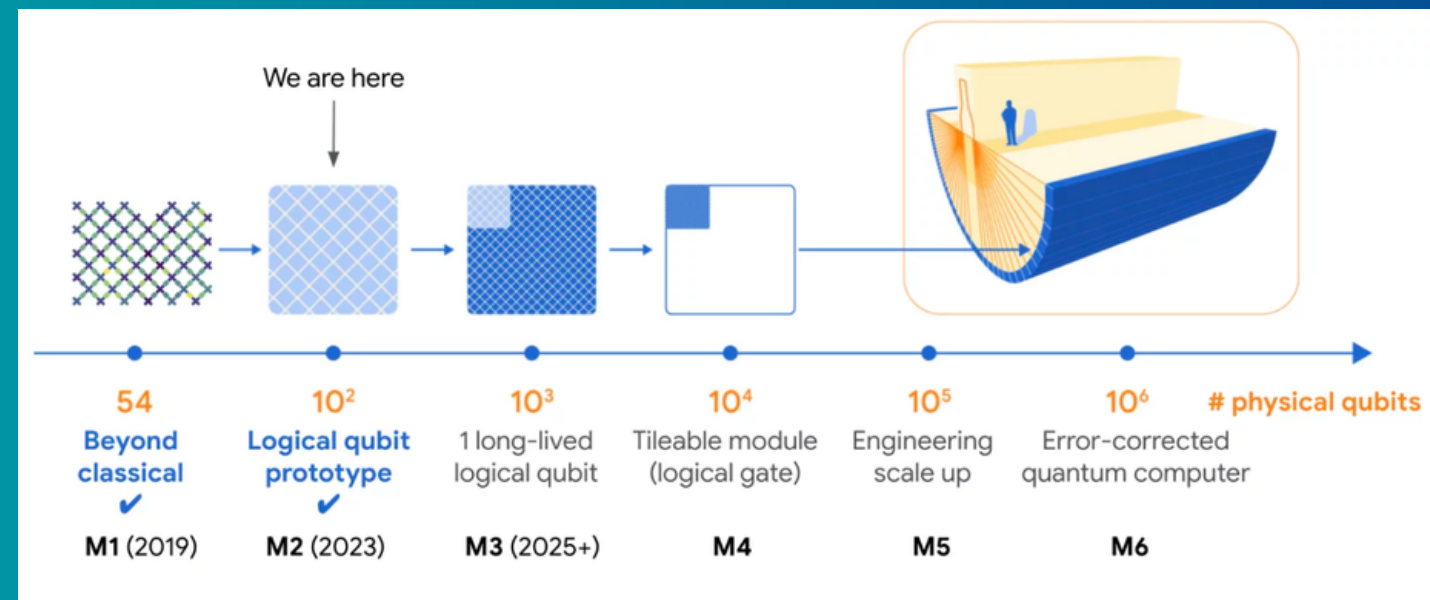 We are here
54
10²
10³
10⁴
10⁵
10⁶
# physical qubits
Beyond
classical
✔
Logical qubit
prototype
✔
1 long-lived
logical qubit
Tileable module
(logical gate)
Engineering
scale up
Error-corrected
quantum computer
M1 (2019)
M2 (2023)
M3 (2025+)
M4
M5
M6